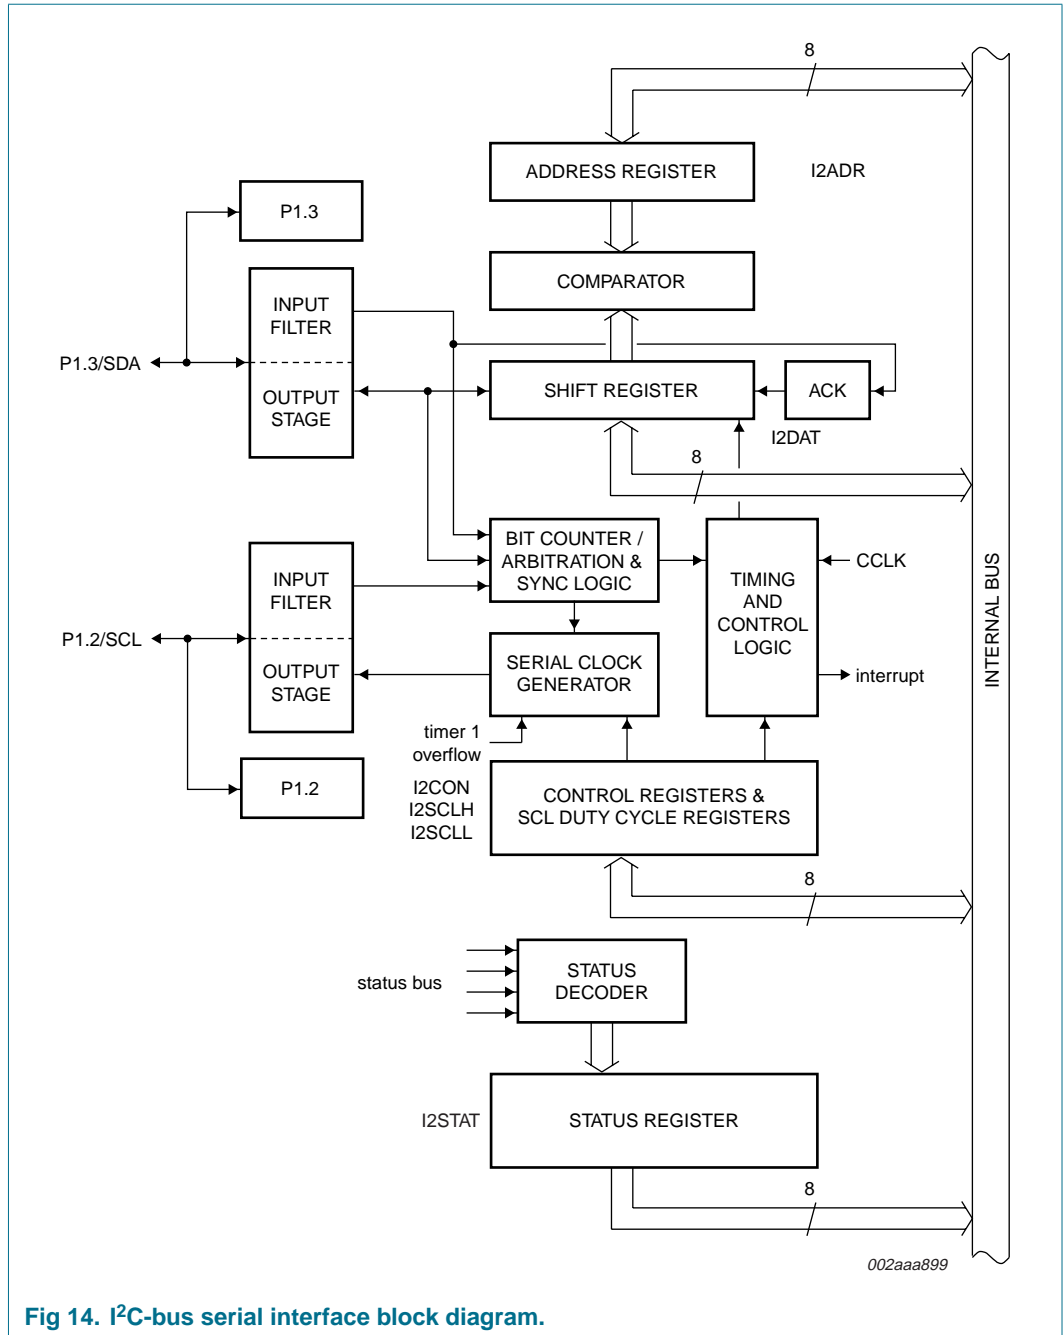 8
ADDRESS REGISTER
I2ADR
P1.3
COMPARATOR
INPUT
FILTER
P1.3/SDA
OUTPUT
STAGE
SHIFT REGISTER
ACK
I2DAT
8
BIT COUNTER /
ARBITRATION &
SYNC LOGIC
INPUT
FILTER
TIMING
AND
CONTROL
LOGIC
CCLK
INTERNAL BUS
P1.2/SCL
OUTPUT
STAGE
SERIAL CLOCK
GENERATOR
interrupt
timer 1
overflow
P1.2
I2CON
I2SCLH
I2SCLL
CONTROL REGISTERS &
SCL DUTY CYCLE REGISTERS
8
status bus
STATUS
DECODER
I2STAT
STATUS REGISTER
8
002aaa899
Fig 14. I²C-bus serial interface block diagram.